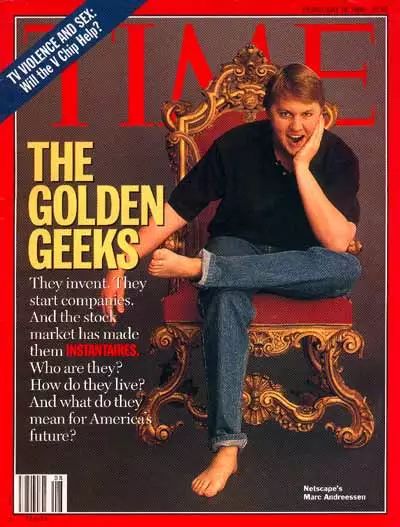 TV VIOLENCE AND SEX:
Will the V Chip Help?
TIME
THE
GOLDEN
GEEKS
They invent. They
start companies.
And the stock
market has made
them INSTANTAIRES.
Who are they?
How do they live?
And what do they
mean for America's
future?
Netscape's
Marc Andreessen